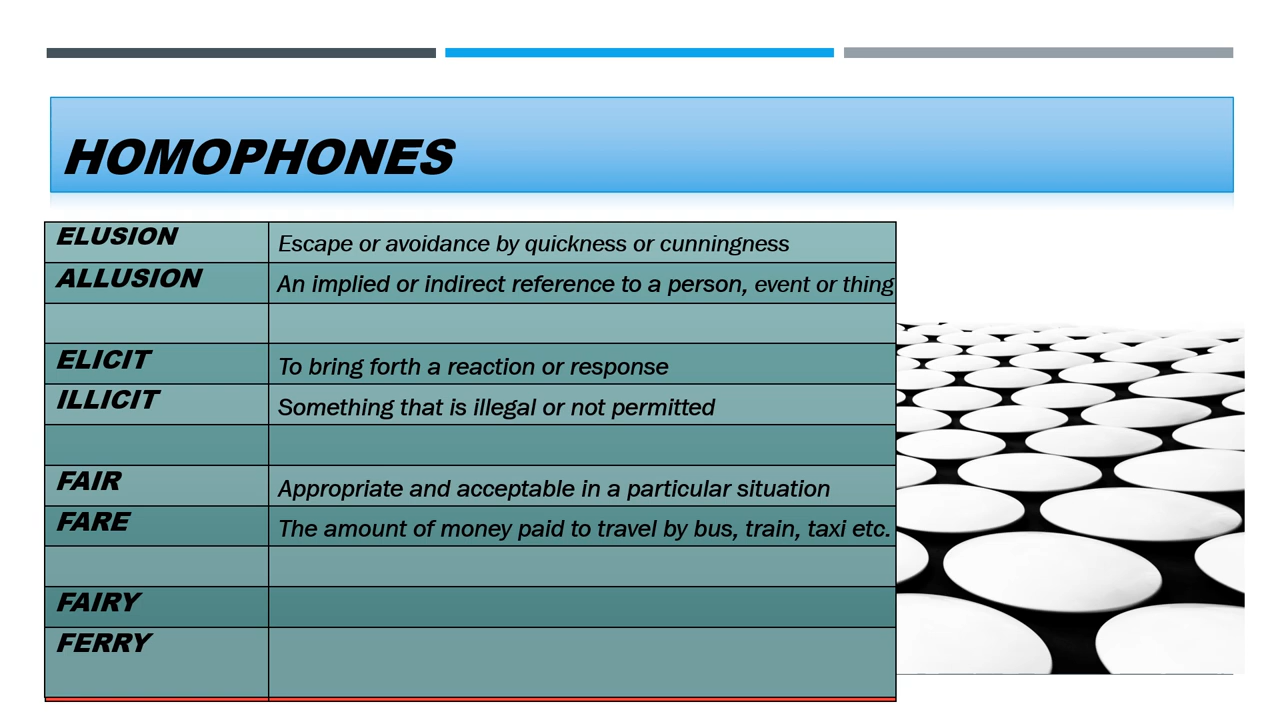 HOMOPHONES
ELUSION Escape or avoidance by quickness or cunningness
ALLUSION An implied or indirect reference to a person, event or thing
ELICIT To bring forth a reaction or response
ILLICIT Something that is illegal or not permitted
FAIR Appropriate and acceptable in a particular situation
FARE The amount of money paid to travel by bus, train, taxi etc.
FAIRY
FERRY